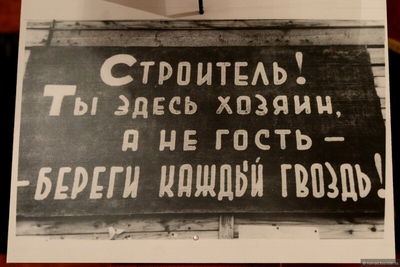 Строитель!
Ты здесь хозяин,
а не гость –
– береги каждый гвоздь!